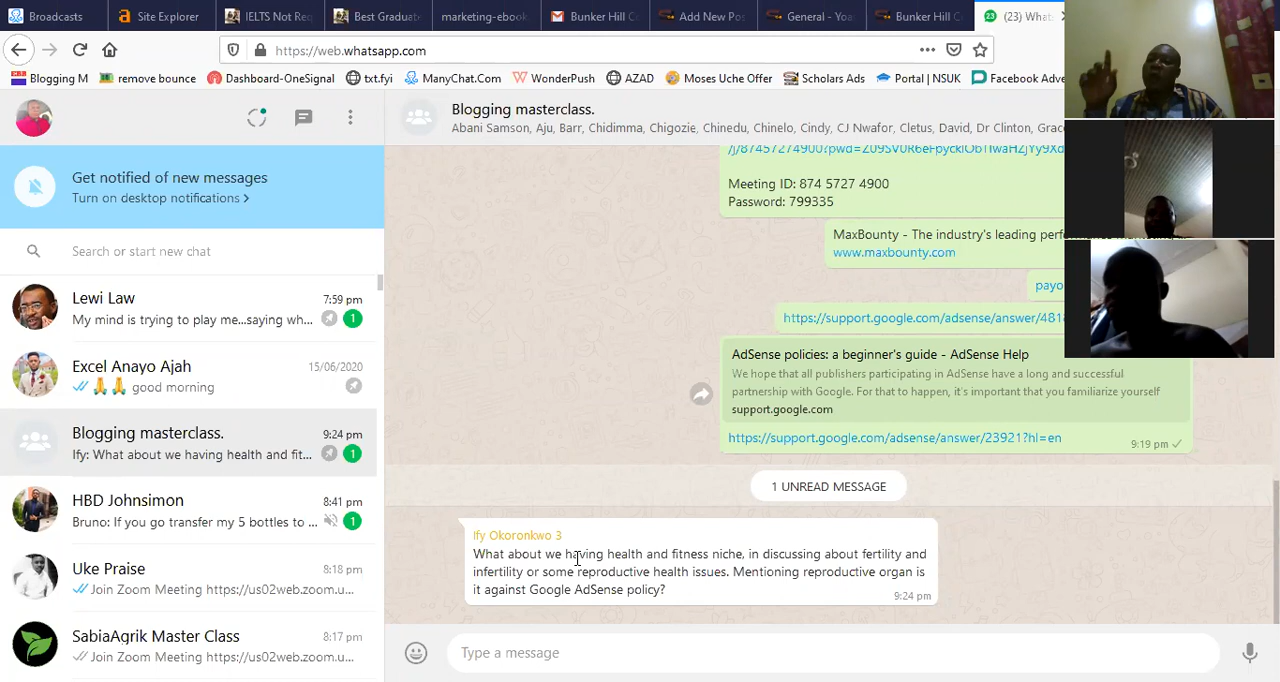 Broadcasts
Site Explorer
IELTS Not Req
Best Graduat
marketing-ebook
Bunker Hill C
Add New Pos
General - Yoa
Bunker Hill C
(23) Wha
https://web.whatsapp.com
Blogging M
remove bounce
Dashboard-OneSignal
txt.fyi
ManyChat.Com
WonderPush
AZAD
Moses Uche Offer
Scholars Ads
Portal | NSUK
Facebook Adve
Blogging masterclass.
Abani Samson, Aju, Barr, Chidimma, Chigozie, Chinedu, Chinelo, Cindy, CJ Nwafor, Cletus, David, Dr Clinton, Grac
Get notified of new messages
Turn on desktop notifications >
Search or start new chat
Lewi Law
7:59 pm
My mind is trying to play me...saying wh...
1
Excel Anayo Ajah
15/06/2020
good morning
Blogging masterclass.
9:24 pm
Ify: What about we having health and fit...
1
HBD Johnsimon
8:41 pm
Bruno: If you go transfer my 5 bottles to ...
1
Uke Praise
8:18 pm
Join Zoom Meeting https://us02web.zoom.u...
SabiaAgrik Master Class
8:17 pm
Join Zoom Meeting https://us02web.zoom.u...
Meeting ID: 874 5727 4900
Password: 799335
MaxBounty - The industry's leading perf
www.maxbounty.com
payo
https://support.google.com/adsense/answer/481
AdSense policies: a beginner's guide - AdSense Help
We hope that all publishers participating in AdSense have a long and successful
partnership with Google. For that to happen, it's important that you familiarize yourself
support.google.com
https://support.google.com/adsense/answer/23921?hl=en
9:19 pm
1 UNREAD MESSAGE
Ify Okoronkwo 3
What about we having health and fitness niche, in discussing about fertility and
infertility or some reproductive health issues. Mentioning reproductive organ is
it against Google AdSense policy?
9:24 pm
Type a message